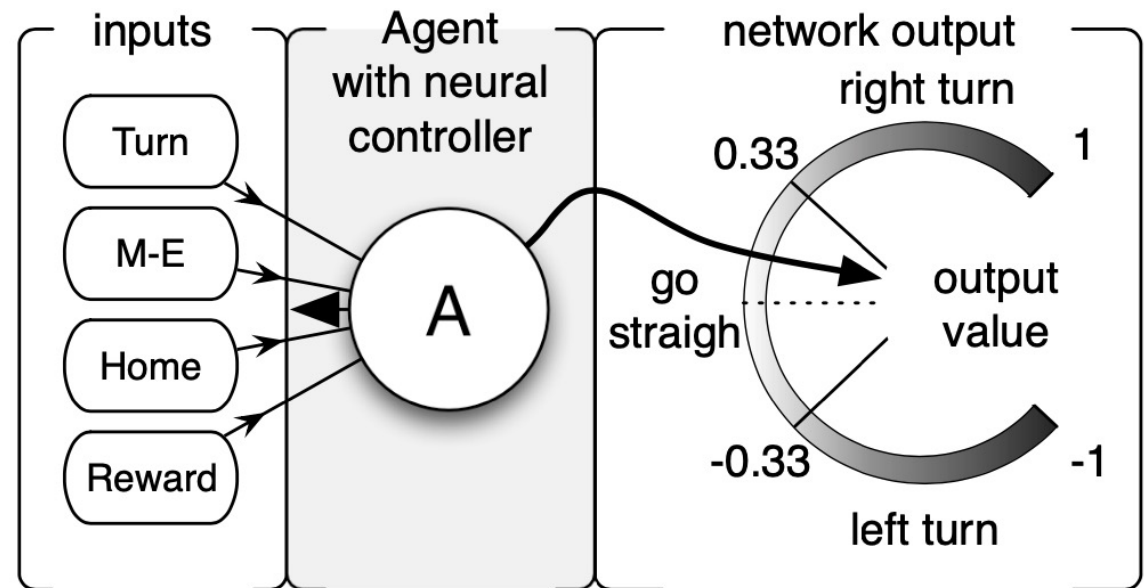 inputs
Turn
M-E
Home
Reward
Agent
with neural
controller
A
network output
right turn
0.33
1
go
straigh
output
value
-0.33
-1
left turn